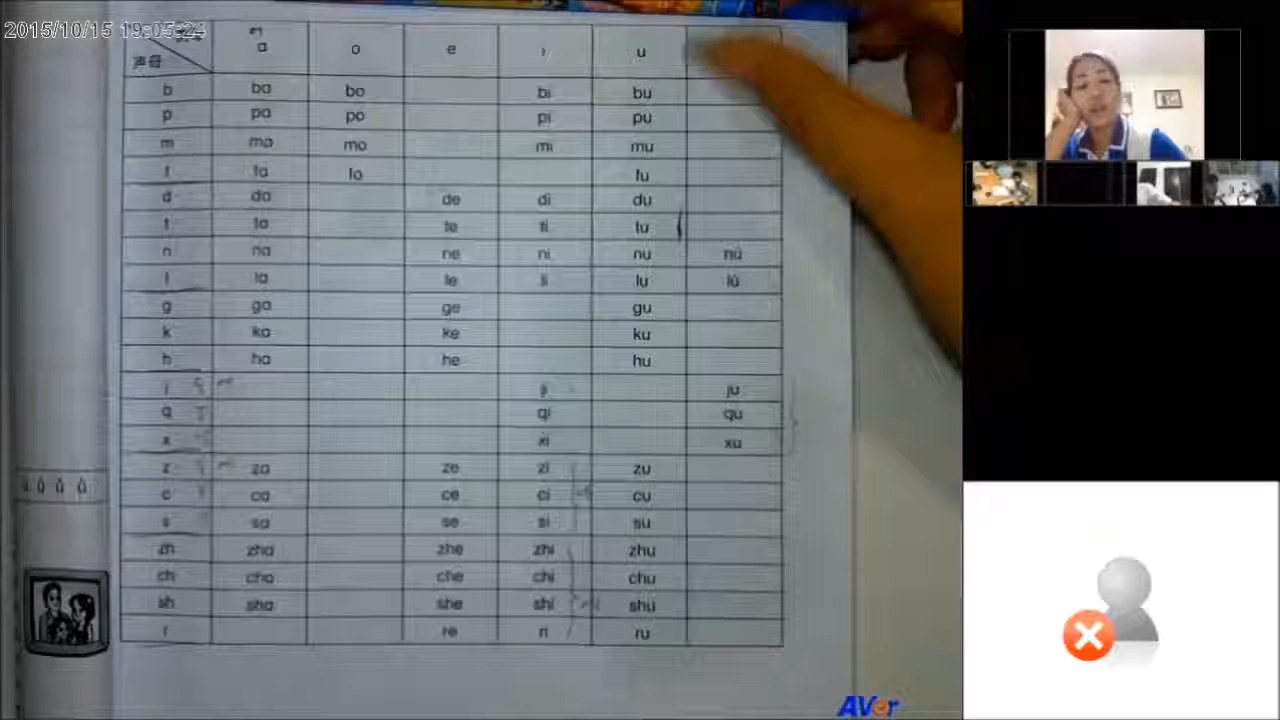 2015/10/15 19:05:24
声母 a o e i u
b ba bo bi bu
p pa po pi pu
m ma mo mi mu
f fa fo fu
d da de di du
t ta te ti tu
n na ne ni nu nü
l la le li lu lü
g ga ge gu
k ka ke ku
h ha he hu
j ji ju
q qi qu
x xi xu
z za ze zi zu
c ca ce ci cu
s sa se si su
zh zha zhe zhi zhu
ch cha che chi chu
sh sha she shi shu
r re ri ru
AVer